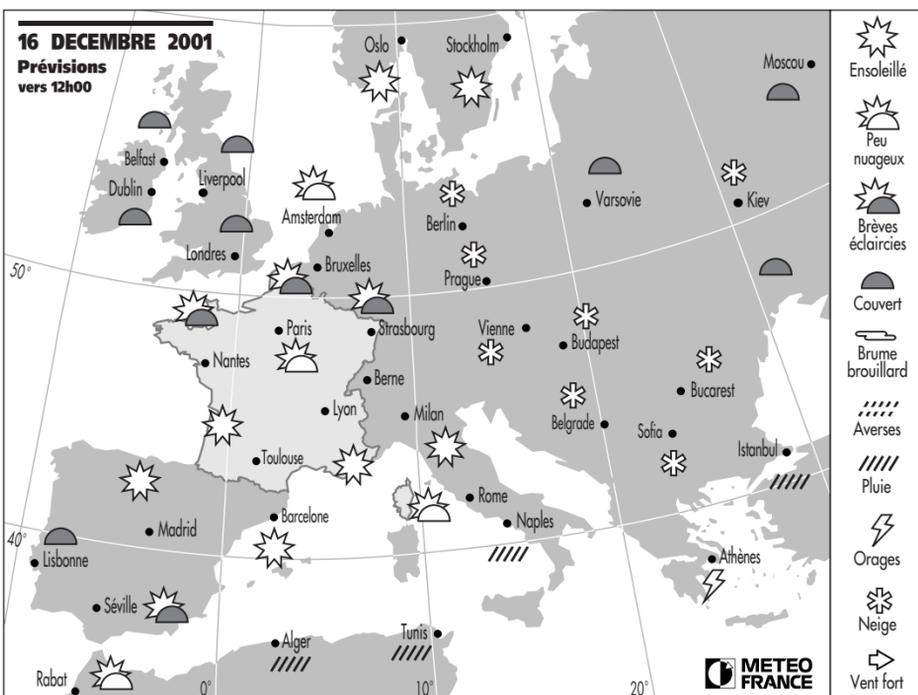 16 DECEMBRE 2001
Prévisions
vers 12h00
Oslo
Stockholm
Moscou
Belfast
Dublin
Liverpool
Amsterdam
Berlin
Varsovie
Kiev
Londres
Bruxelles
Prague
50°
Paris
Strasbourg
Vienne
Budapest
Nantes
Berne
Bucarest
Lyon
Milan
Belgrade
Sofia
Istanbul
Toulouse
Rome
Barcelone
Naples
Madrid
40°
Lisbonne
Athènes
Séville
Alger
Tunis
Rabat
0°
10°
20°
METEO
FRANCE
Ensoleillé
Peu
nuageux
Brèves
éclaircies
Couvert
Brume
brouillard
Averses
Pluie
Orages
Neige
Vent fort